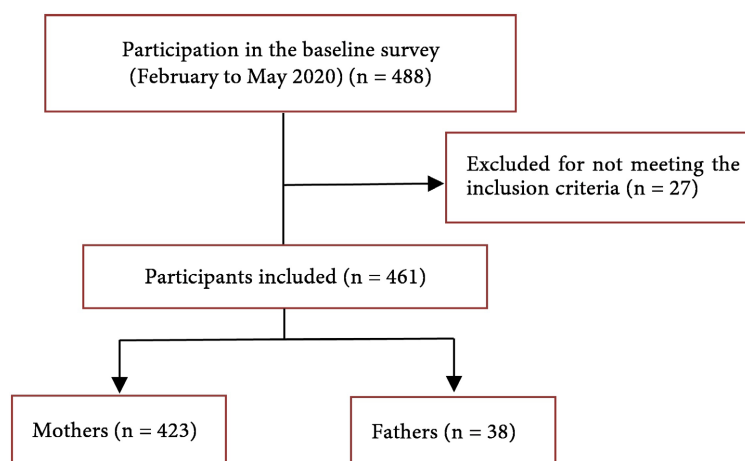 Participation in the baseline survey
(February to May 2020) (n = 488)
Excluded for not meeting the
inclusion criteria (n = 27)
Participants included (n = 461)
Mothers (n = 423)
Fathers (n = 38)